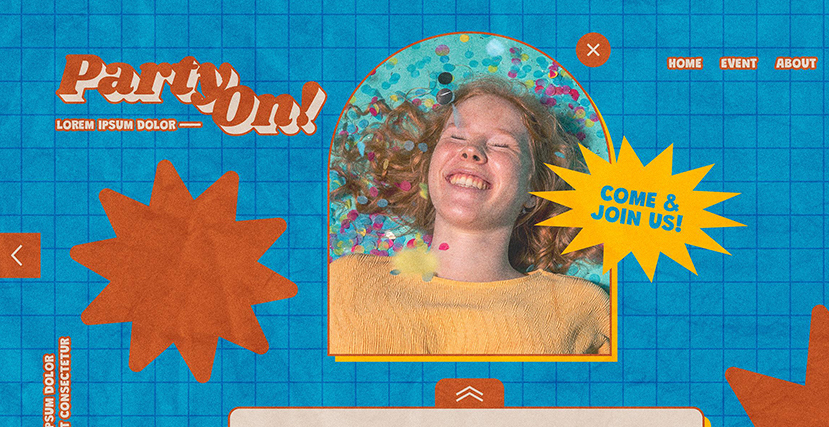 Party On!
LOREM IPSUM DOLOR
HOME EVENT ABOUT
COME &
JOIN US!
IPSUM DOLOR
T CONSECTETUR